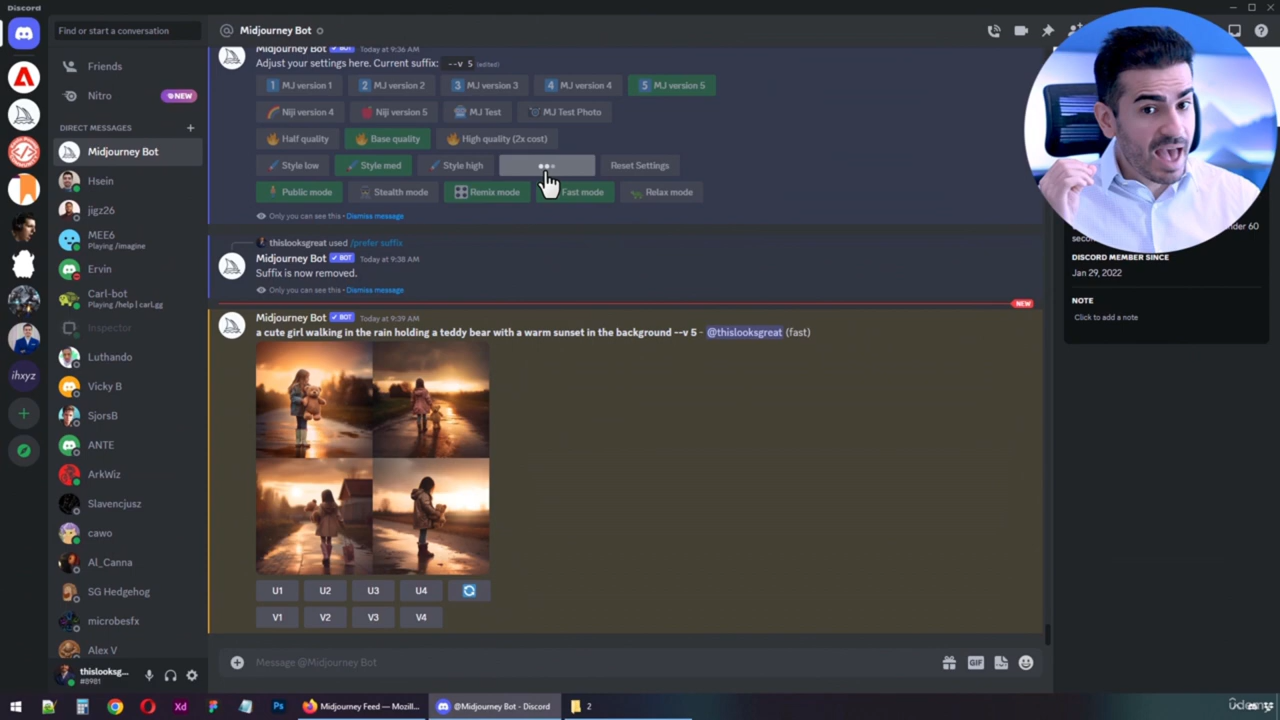 Discord
Find or start a conversation
Midjourney Bot
Friends
Nitro
NEW
DIRECT MESSAGES
Midjourney Bot
Hsein
jigz26
MEE6
Playing /imagine
Ervin
Carl-bot
Playing /help | carl.gg
Inspector
Luthando
Vicky B
SjorsB
ANTE
ArkWiz
Slavencjusz
cawo
AI_Canna
SG Hedgehog
microbesfx
Alex V
ihxyz
thislooksg...
#8981
Midjourney Bot BOT Today at 9:36 AM
Adjust your settings here. Current suffix: --v 5 (edited)
1 MJ version 1
2 MJ version 2
3 MJ version 3
4 MJ version 4
5 MJ version 5
Niji version 4
Niji version 5
MJ Test
MJ Test Photo
Half quality
Base quality
High quality (2x cost)
Style low
Style med
Style high
Reset Settings
Public mode
Stealth mode
Remix mode
Fast mode
Relax mode
Only you can see this • Dismiss message
thislooksgreat used /prefer suffix
Midjourney Bot BOT Today at 9:38 AM
Suffix is now removed.
Only you can see this • Dismiss message
NEW
Midjourney Bot BOT Today at 9:39 AM
a cute girl walking in the rain holding a teddy bear with a warm sunset in the background --v 5 - @thislooksgreat (fast)
U1
U2
U3
U4
V1
V2
V3
V4
Message @Midjourney Bot
GIF
60
DISCORD MEMBER SINCE
Jan 29, 2022
NOTE
Click to add a note
Xd
Ps
Midjourney Feed — Mozill...
@Midjourney Bot - Discord
2